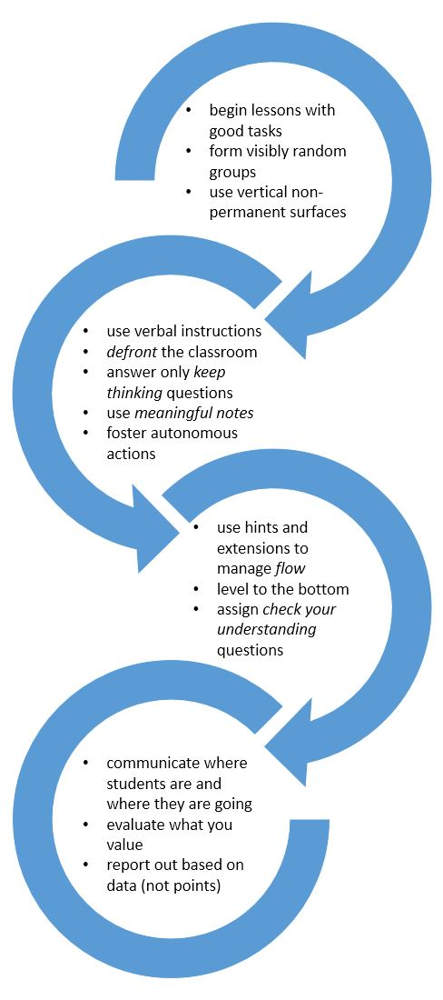 • begin lessons with
good tasks
• form visibly random
groups
• use vertical non-
permanent surfaces
• use verbal instructions
• defront the classroom
• answer only keep
thinking questions
• use meaningful notes
• foster autonomous
actions
• use hints and
extensions to
manage flow
• level to the bottom
• assign check your
understanding
questions
• communicate where
students are and
where they are going
• evaluate what you
value
• report out based on
data (not points)